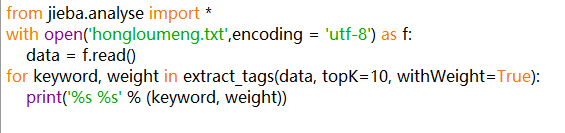 from jieba.analyse import *
with open('hongloumeng.txt',encoding = 'utf-8') as f:
    data = f.read()
for keyword, weight in extract_tags(data, topK=10, withWeight=True):
    print('%s %s' % (keyword, weight))